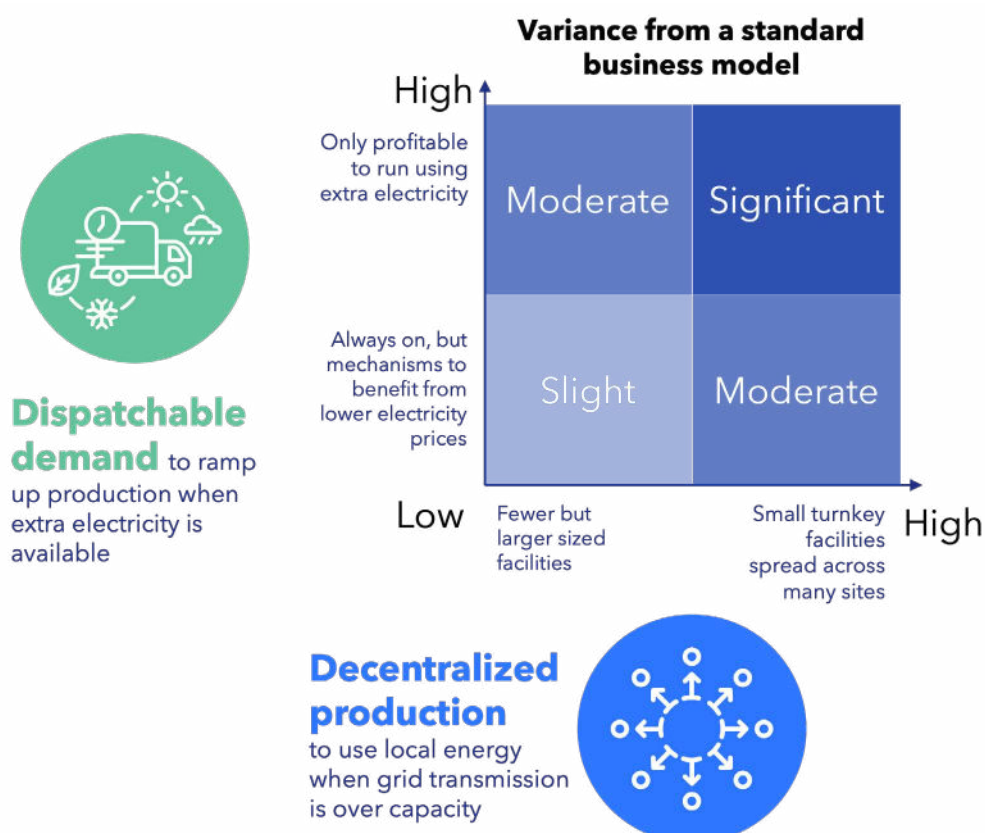 Variance from a standard
business model
High
Only profitable
to run using
extra electricity
Moderate
Significant
Always on, but
mechanisms to
benefit from
lower electricity
prices
Slight
Moderate
Dispatchable
demand to ramp
up production when
extra electricity is
available
Low
Fewer but
larger sized
facilities
Small turnkey
facilities
spread across
many sites
High
Decentralized
production
to use local energy
when grid transmission
is over capacity